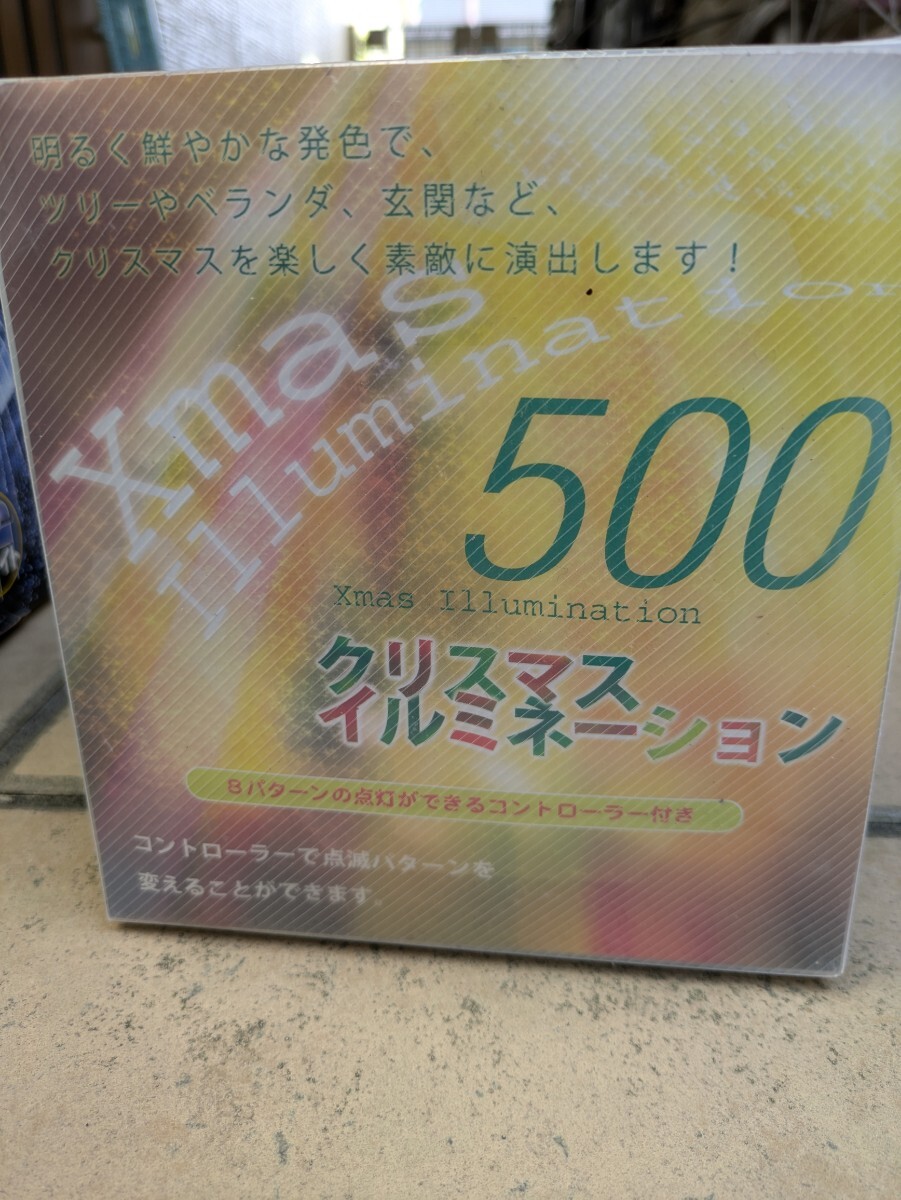 明るく鮮やかな発色で、
ツリーやベランダ、玄関など、
クリスマスを楽しく素敵に演出します！
Xmas
illumination
500
Xmas Illumination
クリスマス
イルミネーション
8パターンの点灯ができるコントローラー付き
コントローラーで点滅パターンを
変えることができます。